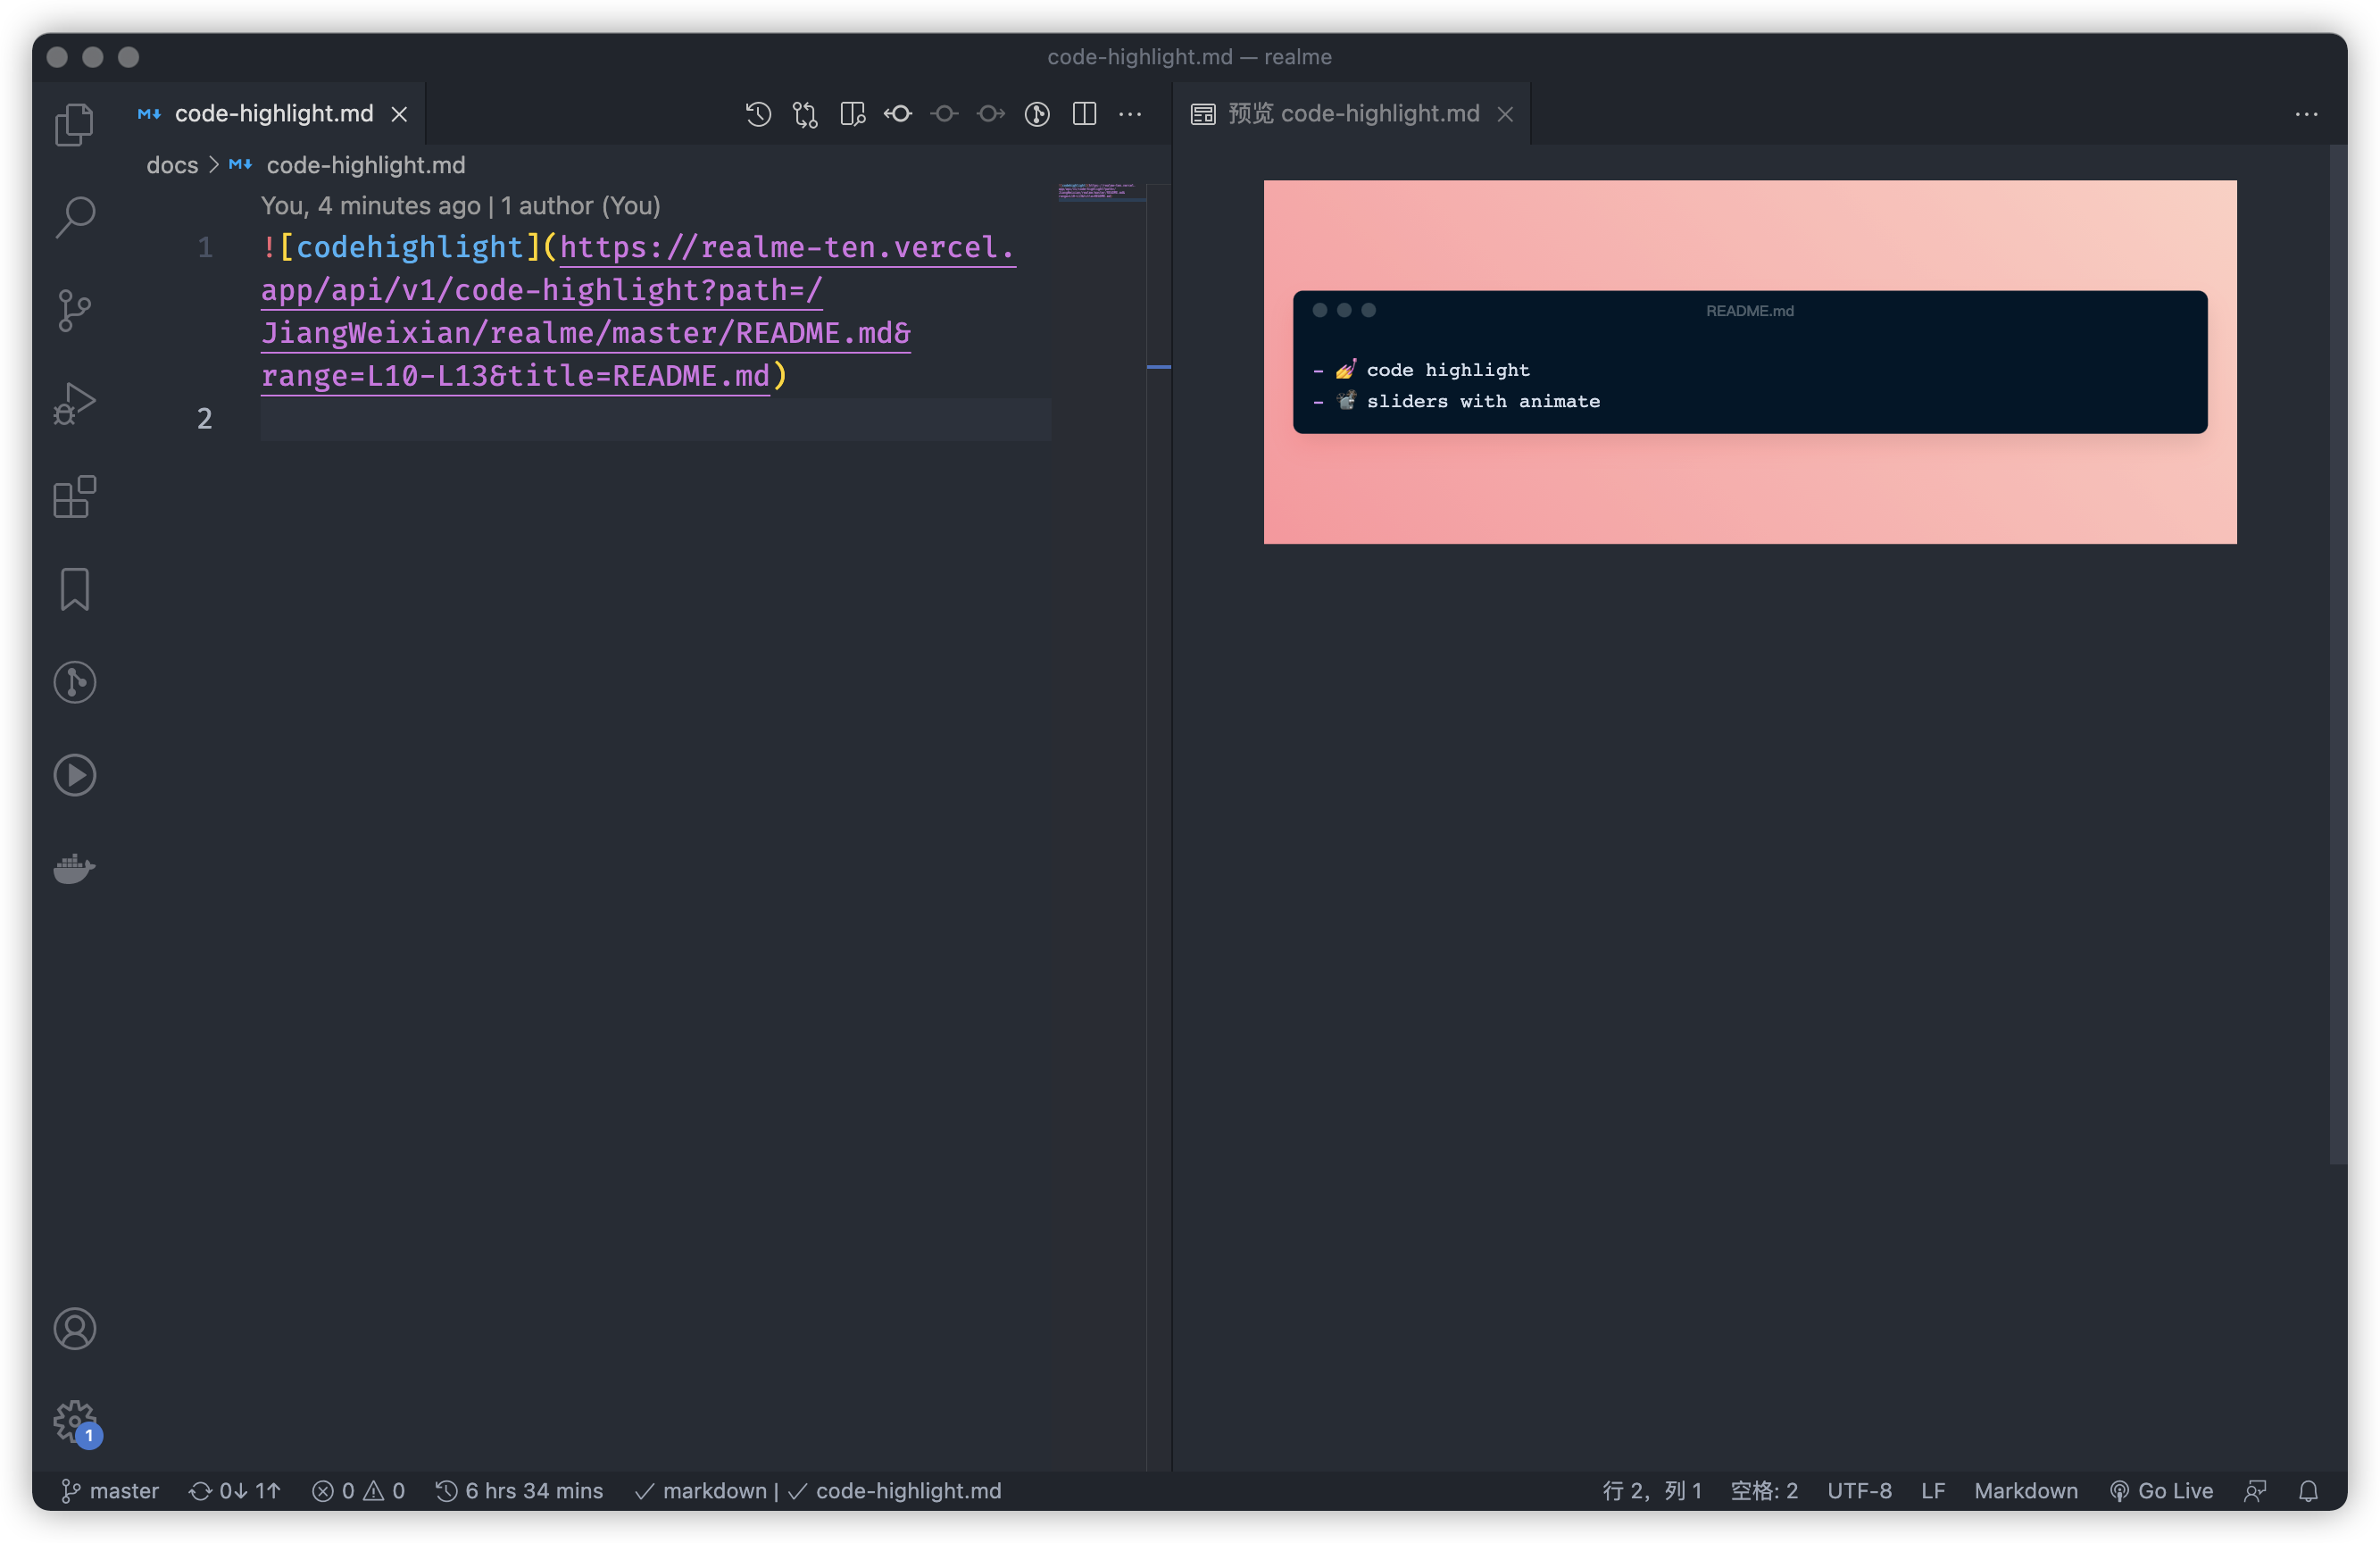 code-highlight.md — realme
code-highlight.md
预览 code-highlight.md
docs > code-highlight.md
You, 4 minutes ago | 1 author (You)
1 ![codehighlight](https://realme-ten.vercel.
app/api/v1/code-highlight?path=/
JiangWeixian/realme/master/README.md&
range=L10-L13&title=README.md)
2
README.md
- 💅 code highlight
- 📽 sliders with animate
1
master 0↓ 1↑ 0 0 6 hrs 34 mins ✓ markdown | ✓ code-highlight.md
行 2，列 1 空格: 2 UTF-8 LF Markdown Go Live